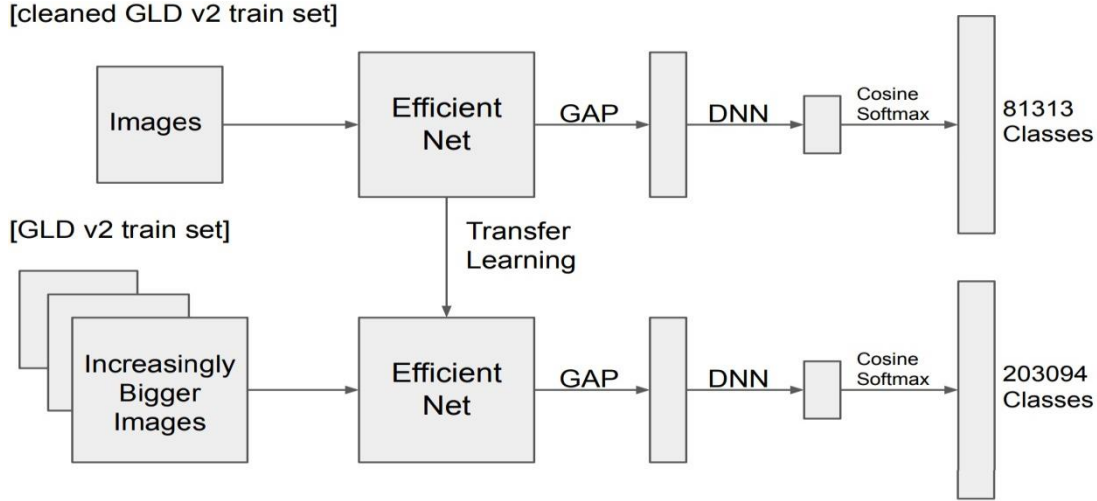 [cleaned GLD v2 train set]
Images
Efficient
Net
GAP
DNN
Cosine
Softmax
81313
Classes
Transfer
Learning
[GLD v2 train set]
Increasingly
Bigger
Images
Efficient
Net
GAP
DNN
Cosine
Softmax
203094
Classes